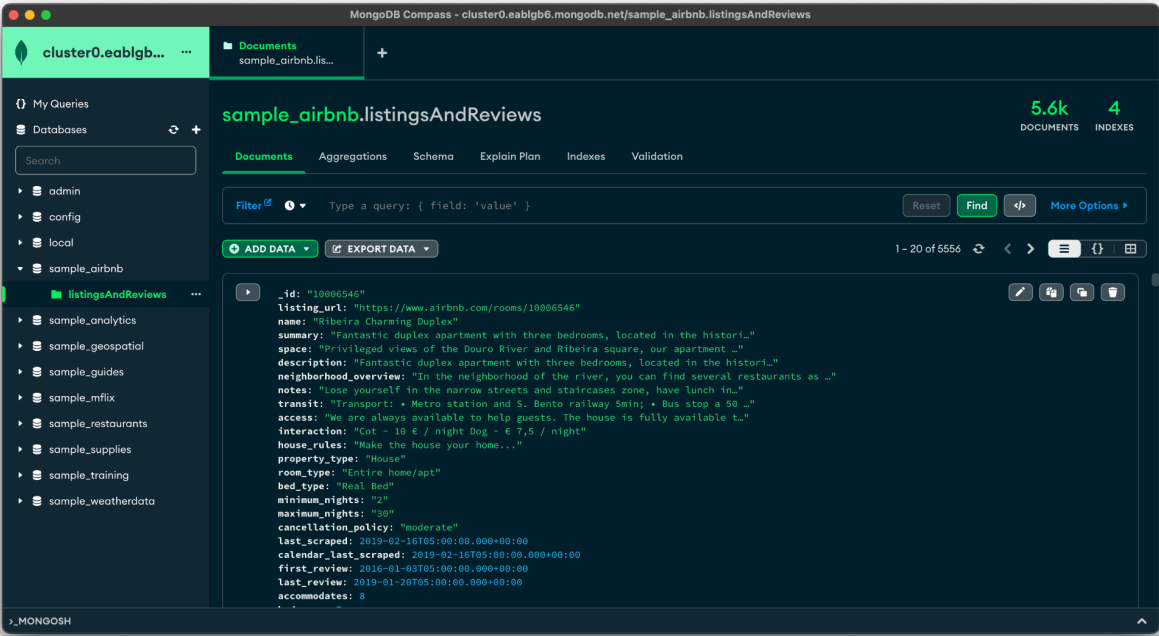 MongoDB Compass - cluster0.eablgb6.mongodb.net/sample_airbnb.listingsAndReviews
cluster0.eablgb... ...
Documents
sample_airbnb.lis...
+
{} My Queries
Databases
Search
admin
config
local
sample_airbnb
listingsAndReviews ...
sample_analytics
sample_geospatial
sample_guides
sample_mflix
sample_restaurants
sample_supplies
sample_training
sample_weatherdata
sample_airbnb.listingsAndReviews
5.6k 4
DOCUMENTS INDEXES
Documents Aggregations Schema Explain Plan Indexes Validation
Filter Type a query: { field: 'value' } Reset Find </> More Options
ADD DATA EXPORT DATA 1 – 20 of 5556 {}
_id: "10006546"
listing_url: "https://www.airbnb.com/rooms/10006546"
name: "Ribeira Charming Duplex"
summary: "Fantastic duplex apartment with three bedrooms, located in the histori…"
space: "Privileged views of the Douro River and Ribeira square, our apartment …"
description: "Fantastic duplex apartment with three bedrooms, located in the histori…"
neighborhood_overview: "In the neighborhood of the river, you can find several restaurants as …"
notes: "Lose yourself in the narrow streets and staircases zone, have lunch in…"
transit: "Transport: • Metro station and S. Bento railway 5min; • Bus stop a 50 …"
access: "We are always available to help guests. The house is fully available t…"
interaction: "Cot - 10 € / night Dog - € 7,5 / night"
house_rules: "Make the house your home..."
property_type: "House"
room_type: "Entire home/apt"
bed_type: "Real Bed"
minimum_nights: "2"
maximum_nights: "30"
cancellation_policy: "moderate"
last_scraped: 2019-02-16T05:00:00.000+00:00
calendar_last_scraped: 2019-02-16T05:00:00.000+00:00
first_review: 2016-01-03T05:00:00.000+00:00
last_review: 2019-01-20T05:00:00.000+00:00
accommodates: 8
>_MONGOSH